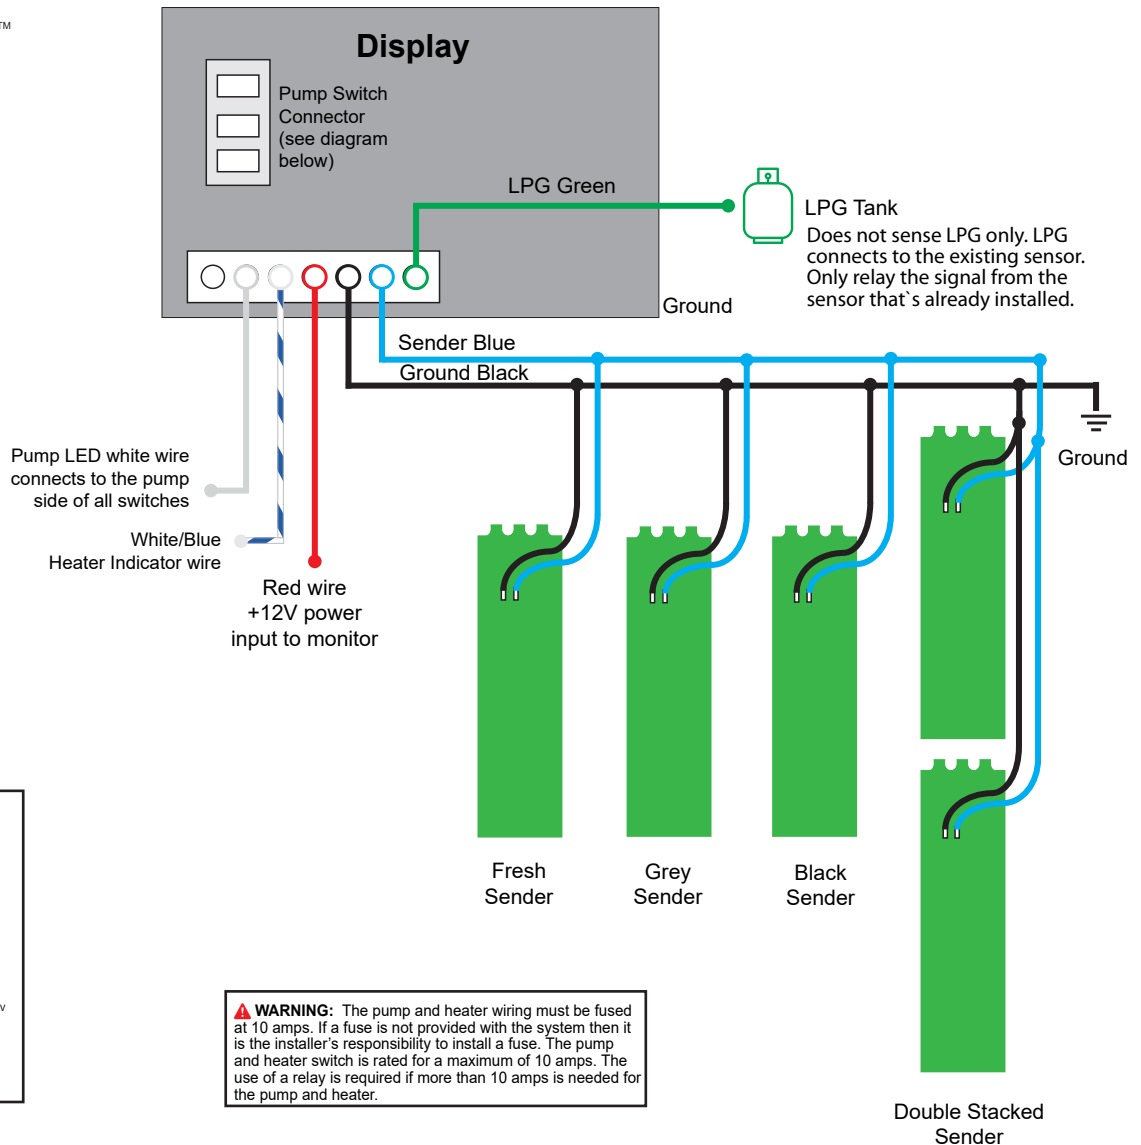 TM
Display
Pump Switch
Connector
(see diagram
below)
LPG Green
LPG Tank
Does not sense LPG only. LPG
connects to the existing sensor.
Only relay the signal from the
sensor that`s already installed.
Ground
Sender Blue
Ground Black
Ground
Pump LED white wire
connects to the pump
side of all switches
White/Blue
Heater Indicator wire
Red wire
+12V power
input to monitor
Fresh
Sender
Grey
Sender
Black
Sender
Double Stacked
Sender
v
WARNING: The pump and heater wiring must be fused
at 10 amps. If a fuse is not provided with the system then it
is the installer’s responsibility to install a fuse. The pump
and heater switch is rated for a maximum of 10 amps. The
use of a relay is required if more than 10 amps is needed for
the pump and heater.